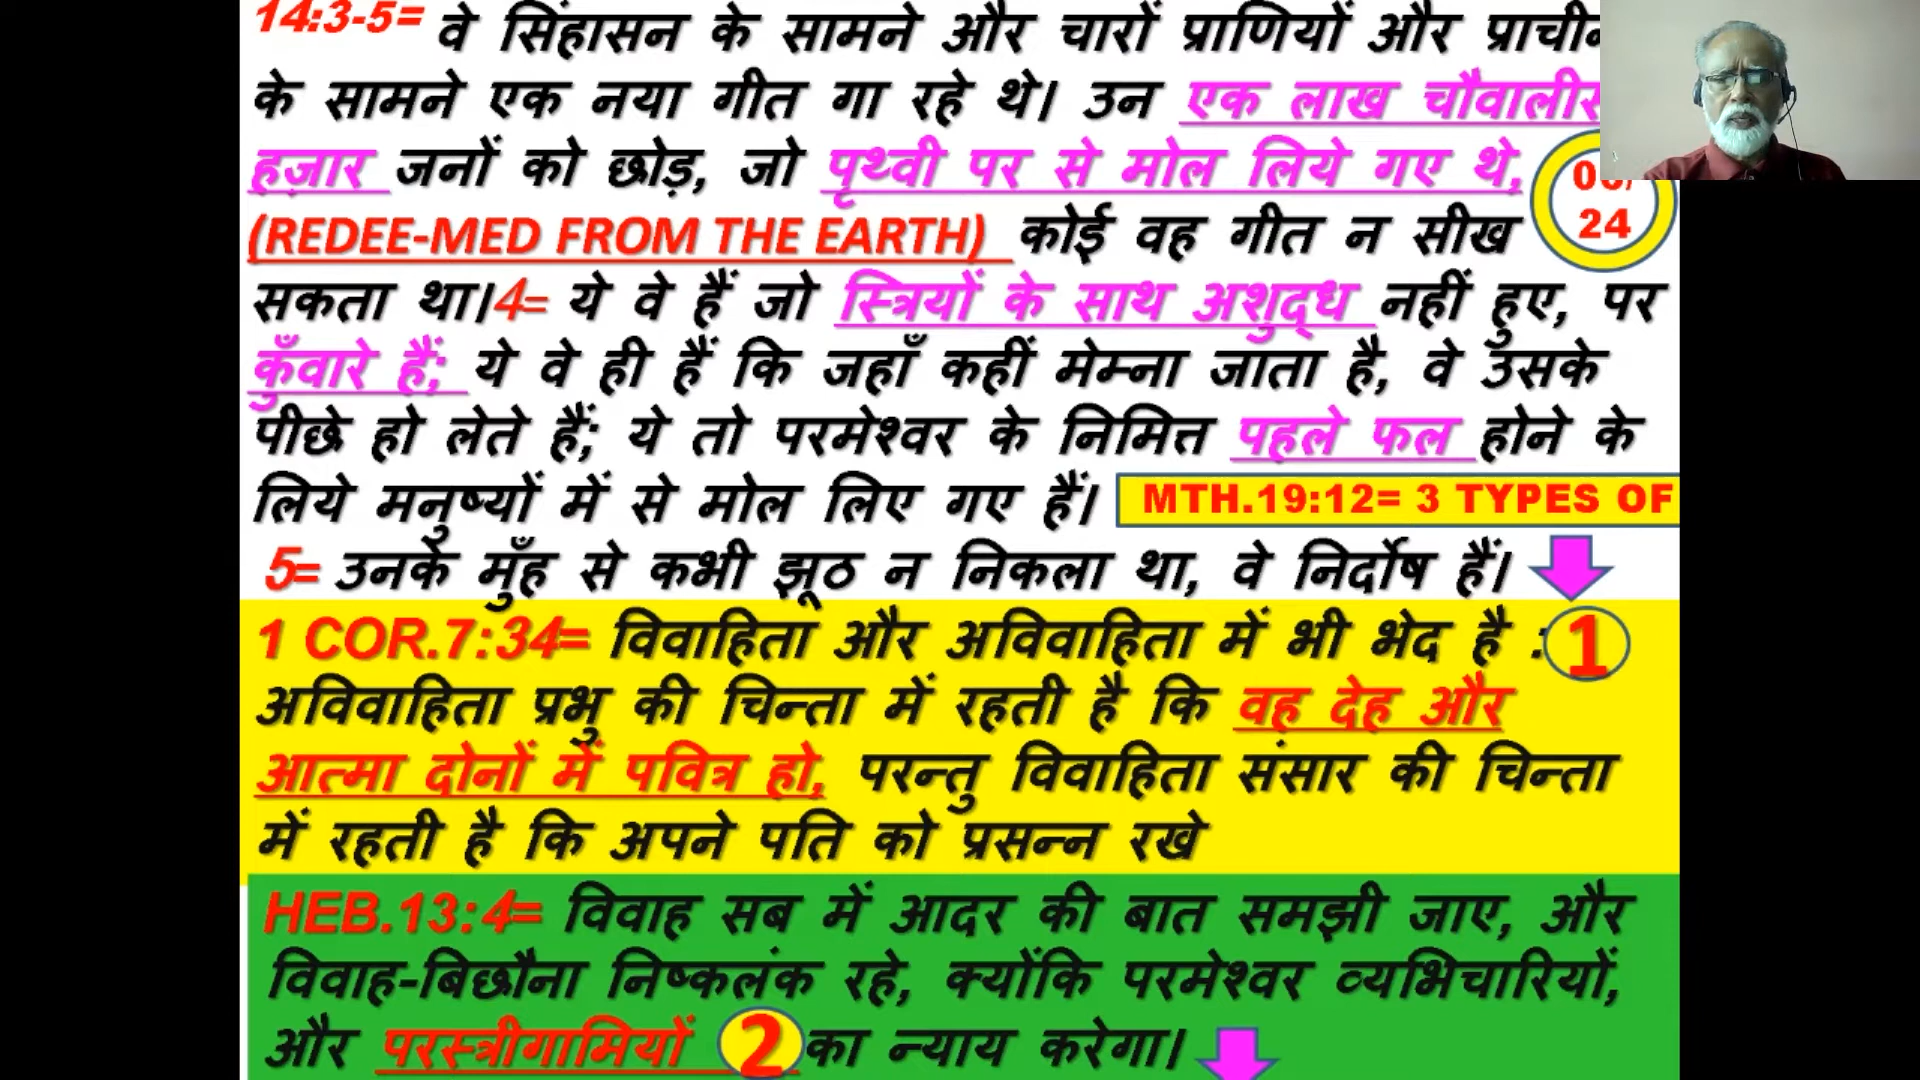 14:3-5= वे सिंहासन के सामने और चारों प्राणियों और
के सामने एक नया गीत गा रहे थे। उन एक लाख चौवालीस
हज़ार जनों को छोड़, जो पृथ्वी पर से मोल लिये गए थे,
24
(REDEE-MED FROM THE EARTH) कोई वह गीत न सीख
सकता था।4= ये वे हैं जो स्त्रियों के साथ अशुद्ध नहीं हुए, पर
कुँवारे हैं; ये वे ही हैं कि जहाँ कहीं मेम्ना जाता है, वे उसके
पीछे हो लेते हैं; ये तो परमेश्वर के निमित्त पहले फल होने के
लिये मनुष्यों में से मोल लिए गए हैं। MTH.19:12= 3 TYPES OF
5= उनके मुँह से कभी झूठ न निकला था, वे निर्दोष हैं।
1 COR.7:34= विवाहिता और अविवाहिता में भी भेद है : 1
अविवाहिता प्रभु की चिन्ता में रहती है कि वह देह और
आत्मा दोनों में पवित्र हो, परन्तु विवाहिता संसार की चिन्ता
में रहती है कि अपने पति को प्रसन्न रखे
HEB.13:4= विवाह सब में आदर की बात समझी जाए, और
विवाह-बिछौना निष्कलंक रहे, क्योंकि परमेश्वर व्यभिचारियों,
और परस्त्रीगामियों 2 का न्याय करेगा।